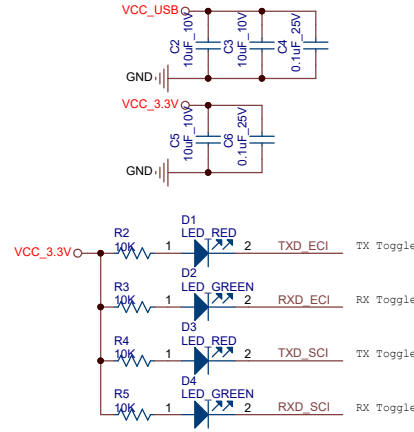 VCC_USB
C2
10uF_10V
C3
10uF_10V
C4
0.1uF_25V
GND
VCC_3.3V
C5
10uF_10V
C6
0.1uF_25V
GND
VCC_3.3V
R2
10K
D1
LED_RED
1
2
TXD_ECI
TX Toggle
R3
10K
D2
LED_GREEN
1
2
RXD_ECI
RX Toggle
R4
10K
D3
LED_RED
1
2
TXD_SCI
TX Toggle
R5
10K
D4
LED_GREEN
1
2
RXD_SCI
RX Toggle